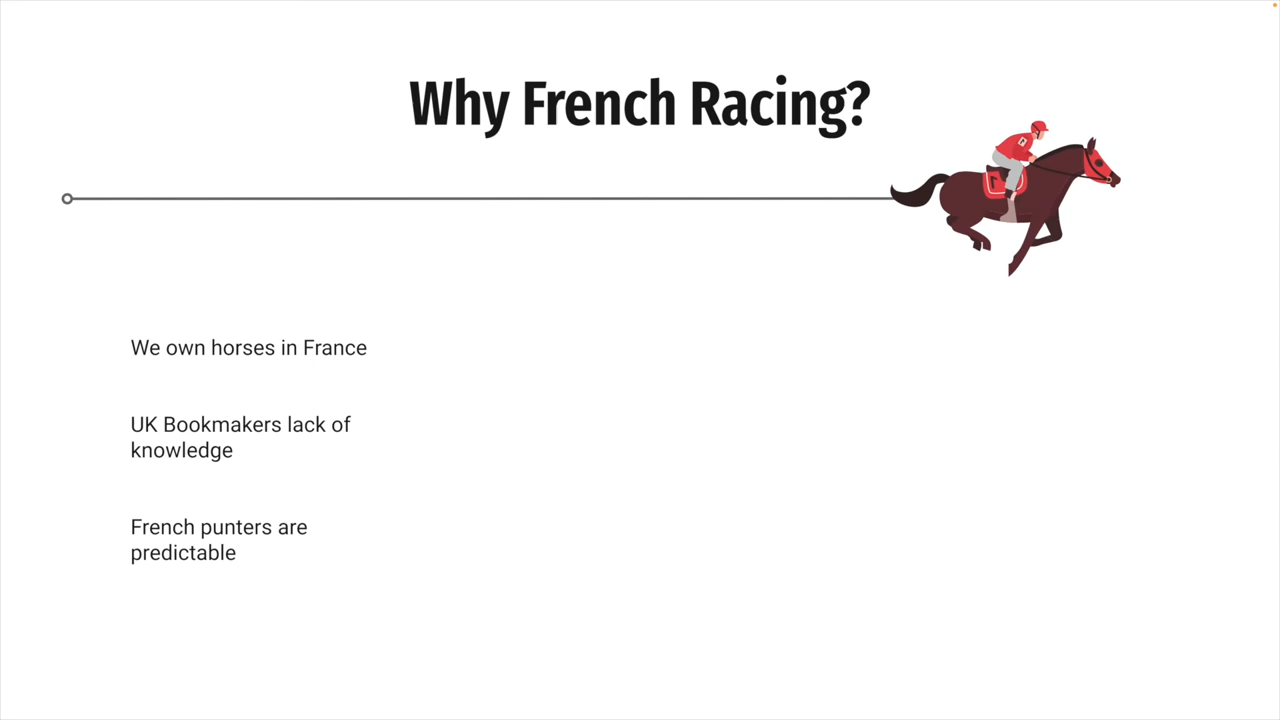 Why French Racing?
We own horses in France
UK Bookmakers lack of
knowledge
French punters are
predictable